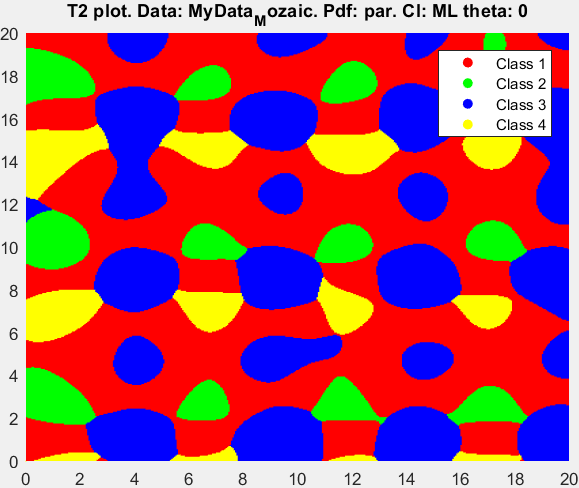 T2 plot. Data: MyData_Mozaic. Pdf: par. Cl: ML theta: 0
20
18
16
14
12
10
8
6
4
2
0
Class 1
Class 2
Class 3
Class 4
0 2 4 6 8 10 12 14 16 18 20